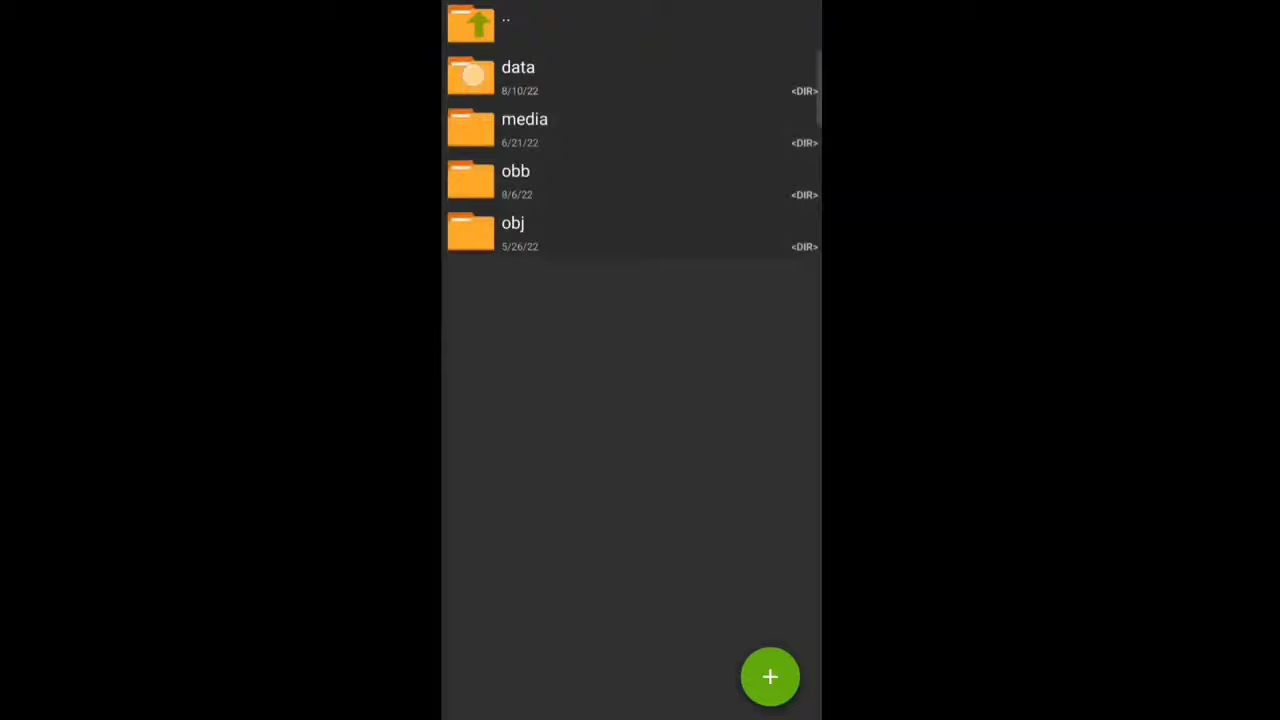 ..
data
8/10/22 <DIR>
media
6/21/22 <DIR>
obb
8/6/22 <DIR>
obj
5/26/22 <DIR>
+